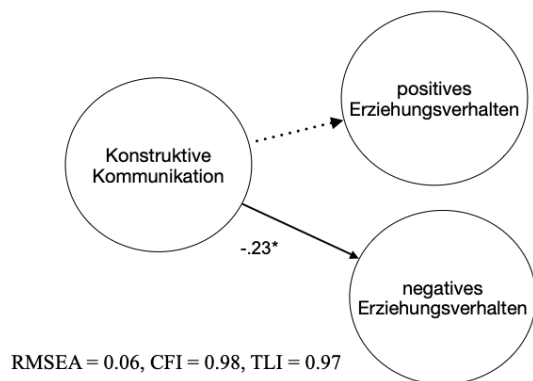 positives
Erziehungsverhalten
Konstruktive
Kommunikation
-.23*
negatives
Erziehungsverhalten
RMSEA = 0.06, CFI = 0.98, TLI = 0.97